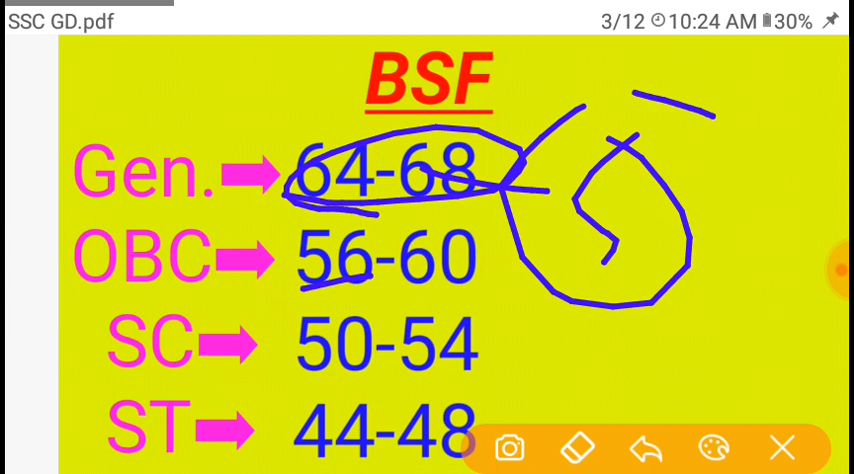 SSC GD.pdf 3/12 10:24 AM 30%
BSF
Gen. ➡ 64-68
OBC ➡ 56-60
SC ➡ 50-54
ST ➡ 44-48